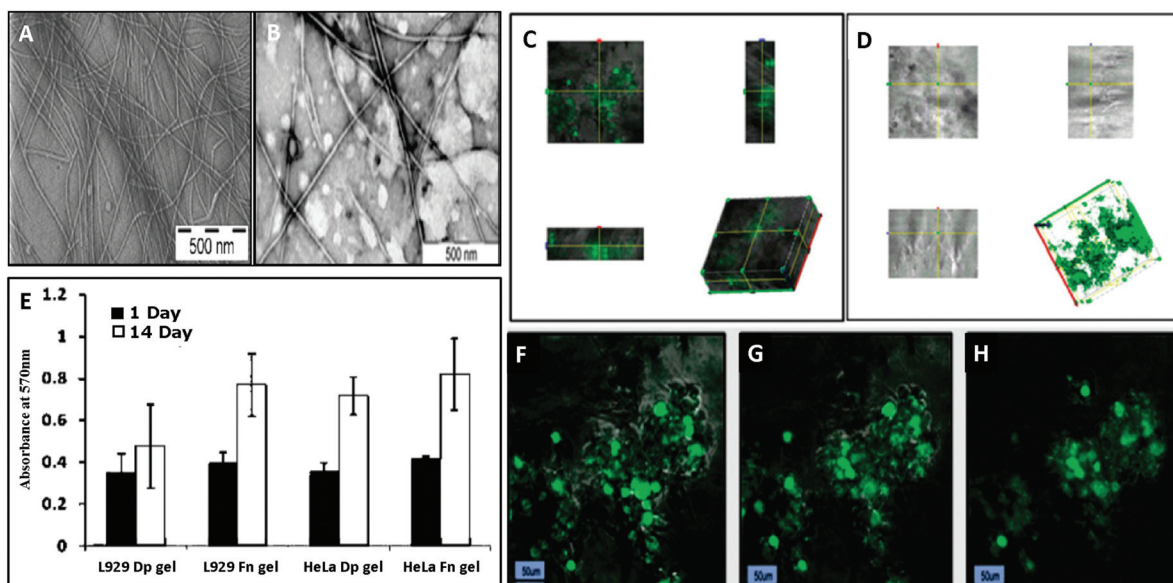 A
500 nm
B
500 nm
C
D
E
Absorbance at 570nm
1.2
1
0.8
0.6
0.4
0.2
0
1 Day
14 Day
L929 Dp gel
L929 Fn gel
HeLa Dp gel
HeLa Fn gel
F
50um
G
50um
H
50um